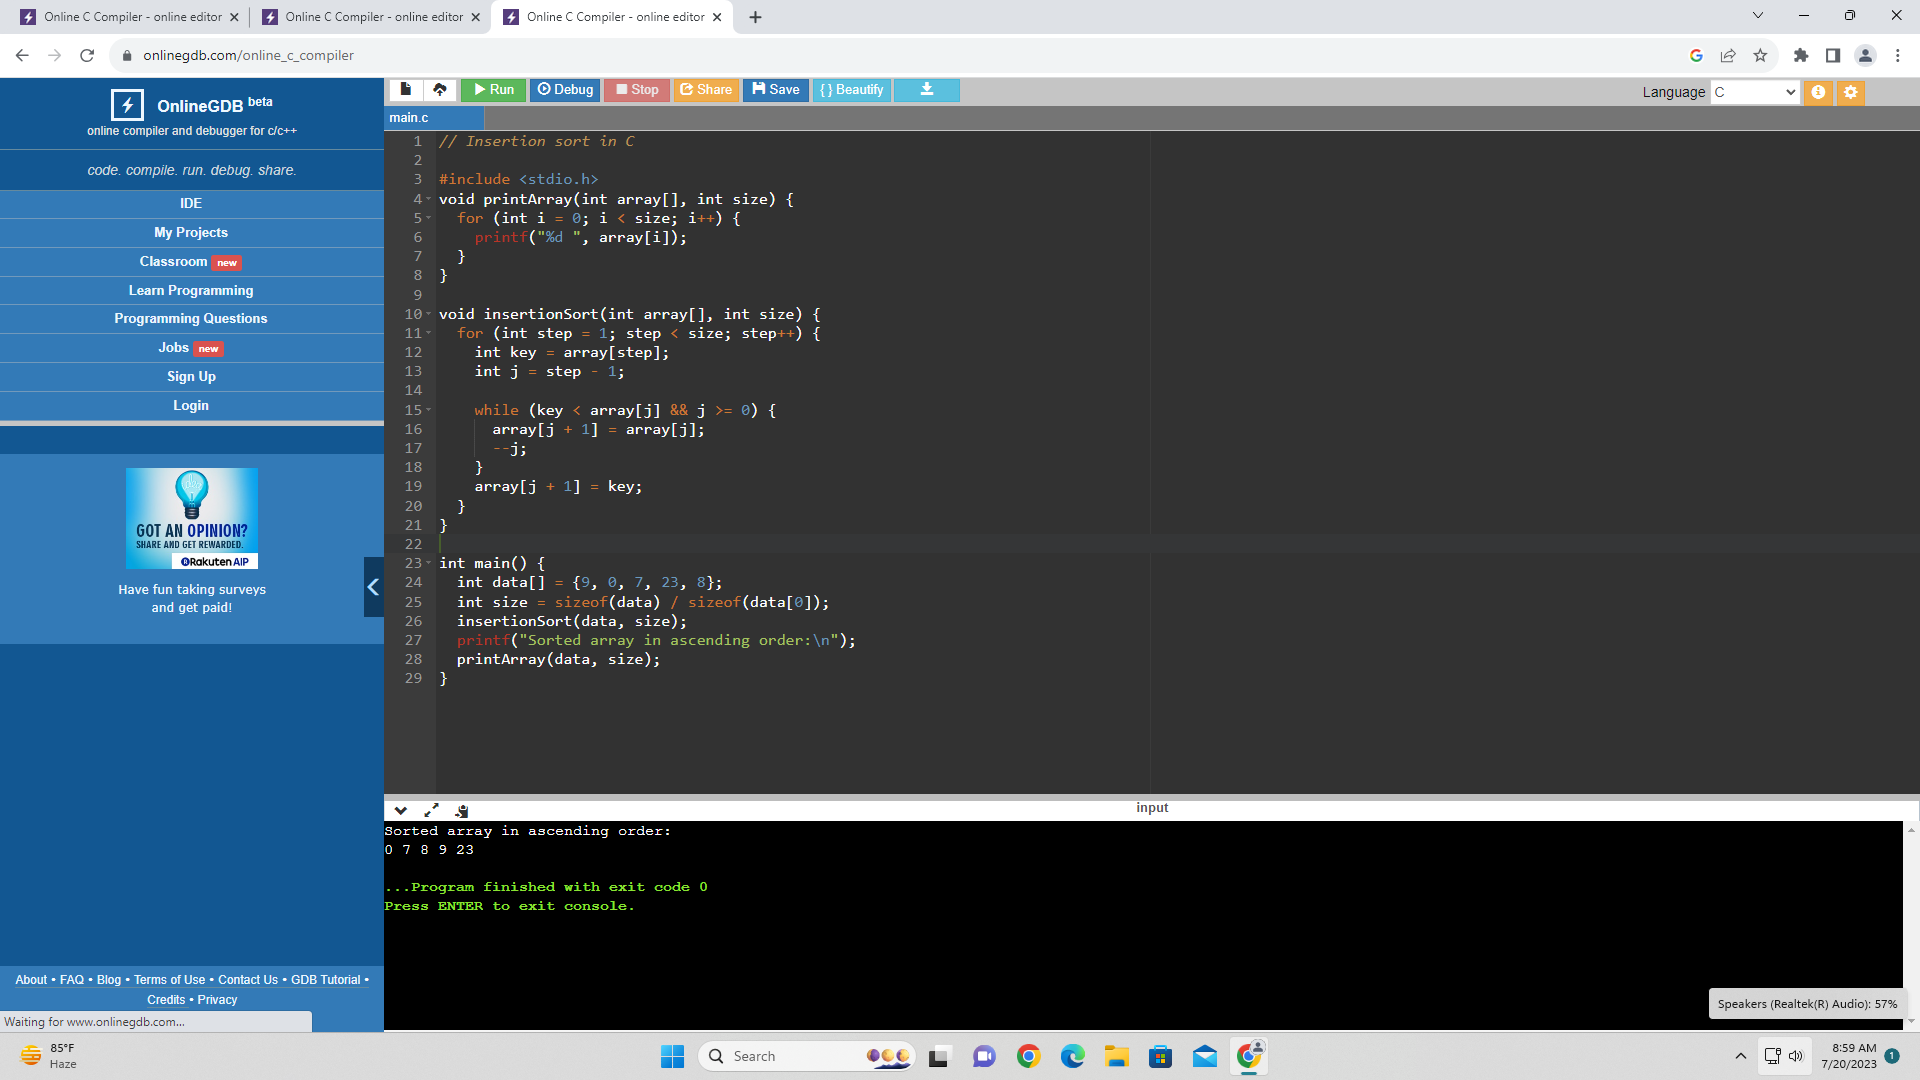 Online C Compiler - online editor
Online C Compiler - online editor
Online C Compiler - online editor
onlinegdb.com/online_c_compiler
OnlineGDB beta
online compiler and debugger for c/c++
code. compile. run. debug. share.
IDE
My Projects
Classroom new
Learn Programming
Programming Questions
Jobs new
Sign Up
Login
GOT AN OPINION?
SHARE AND GET REWARDED.
Rakuten AIP
Have fun taking surveys
and get paid!
About • FAQ • Blog • Terms of Use • Contact Us • GDB Tutorial •
Credits • Privacy
Waiting for www.onlinegdb.com...
Run Debug Stop Share Save { } Beautify
Language C
main.c
1 // Insertion sort in C
2
3 #include <stdio.h>
4 void printArray(int array[], int size) {
5 for (int i = 0; i < size; i++) {
6 printf("%d ", array[i]);
7 }
8 }
9
10 void insertionSort(int array[], int size) {
11 for (int step = 1; step < size; step++) {
12 int key = array[step];
13 int j = step - 1;
14
15 while (key < array[j] && j >= 0) {
16 array[j + 1] = array[j];
17 --j;
18 }
19 array[j + 1] = key;
20 }
21 }
22
23 int main() {
24 int data[] = {9, 0, 7, 23, 8};
25 int size = sizeof(data) / sizeof(data[0]);
26 insertionSort(data, size);
27 printf("Sorted array in ascending order:\n");
28 printArray(data, size);
29 }
input
Sorted array in ascending order:
0 7 8 9 23
...Program finished with exit code 0
Press ENTER to exit console.
Speakers (Realtek(R) Audio): 57%
85°F
Haze
Search
8:59 AM
7/20/2023
1